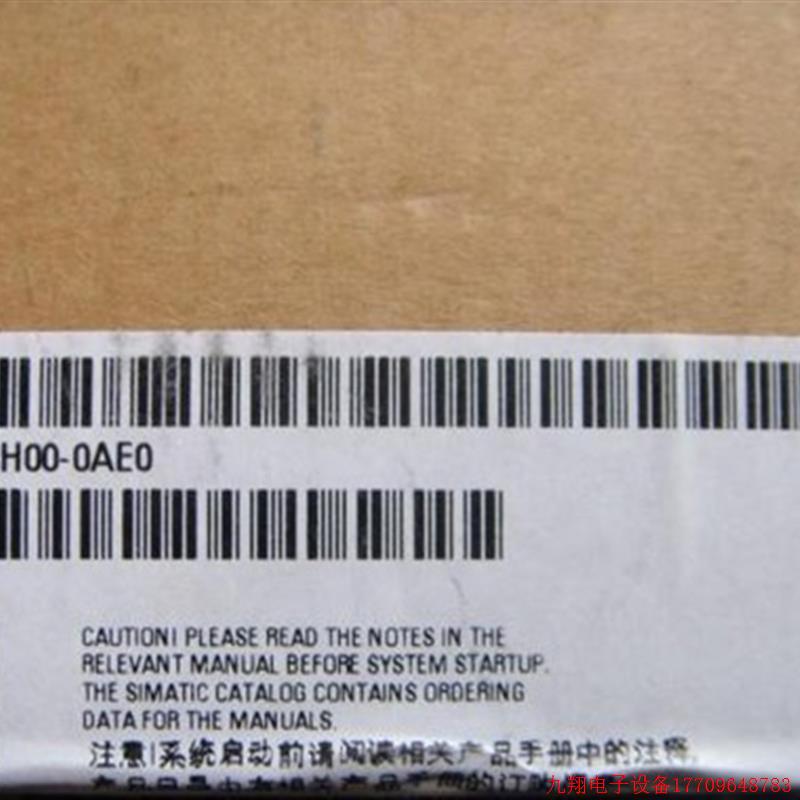 H00-0AE0
CAUTION! PLEASE READ THE NOTES IN THE
RELEVANT MANUAL BEFORE SYSTEM STARTUP.
THE SIMATIC CATALOG CONTAINS ORDERING
DATA FOR THE MANUALS.
注意!系统启动前请阅读相关产品手册中的注释,
九翔电子设备17709648783